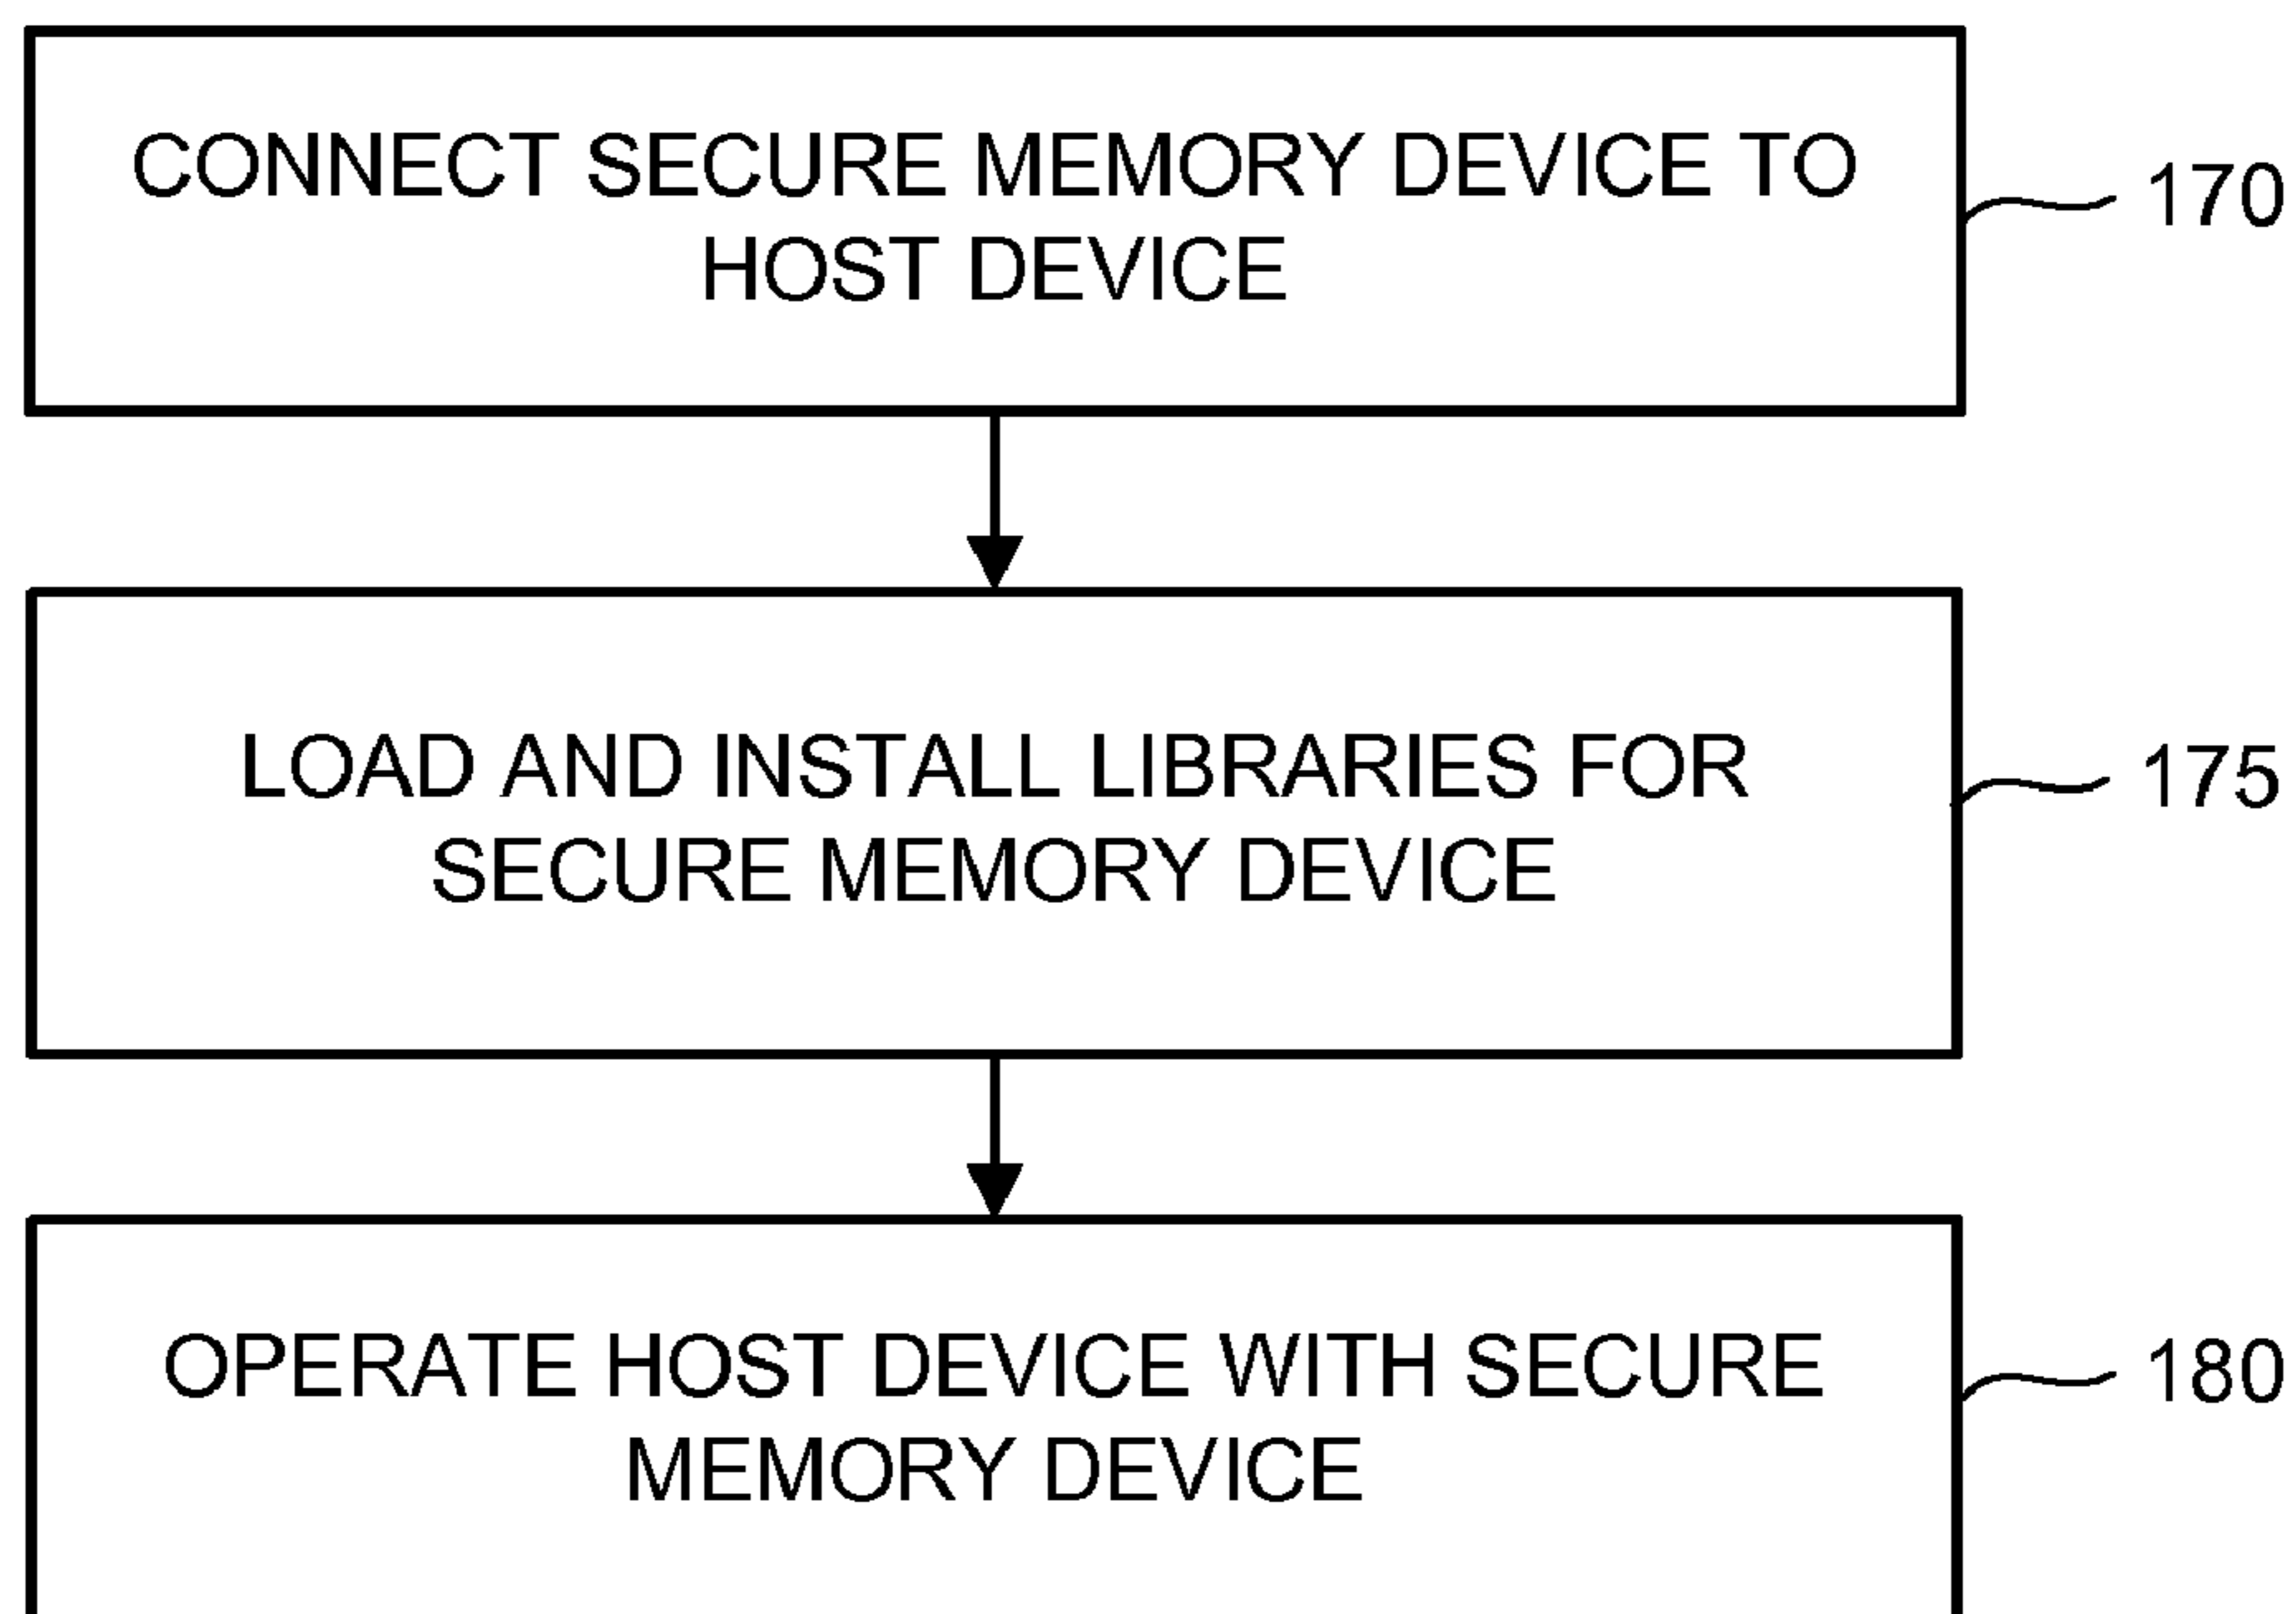 CONNECT SECURE MEMORY DEVICE TO
HOST DEVICE
170
LOAD AND INSTALL LIBRARIES FOR
SECURE MEMORY DEVICE
175
OPERATE HOST DEVICE WITH SECURE
MEMORY DEVICE
180